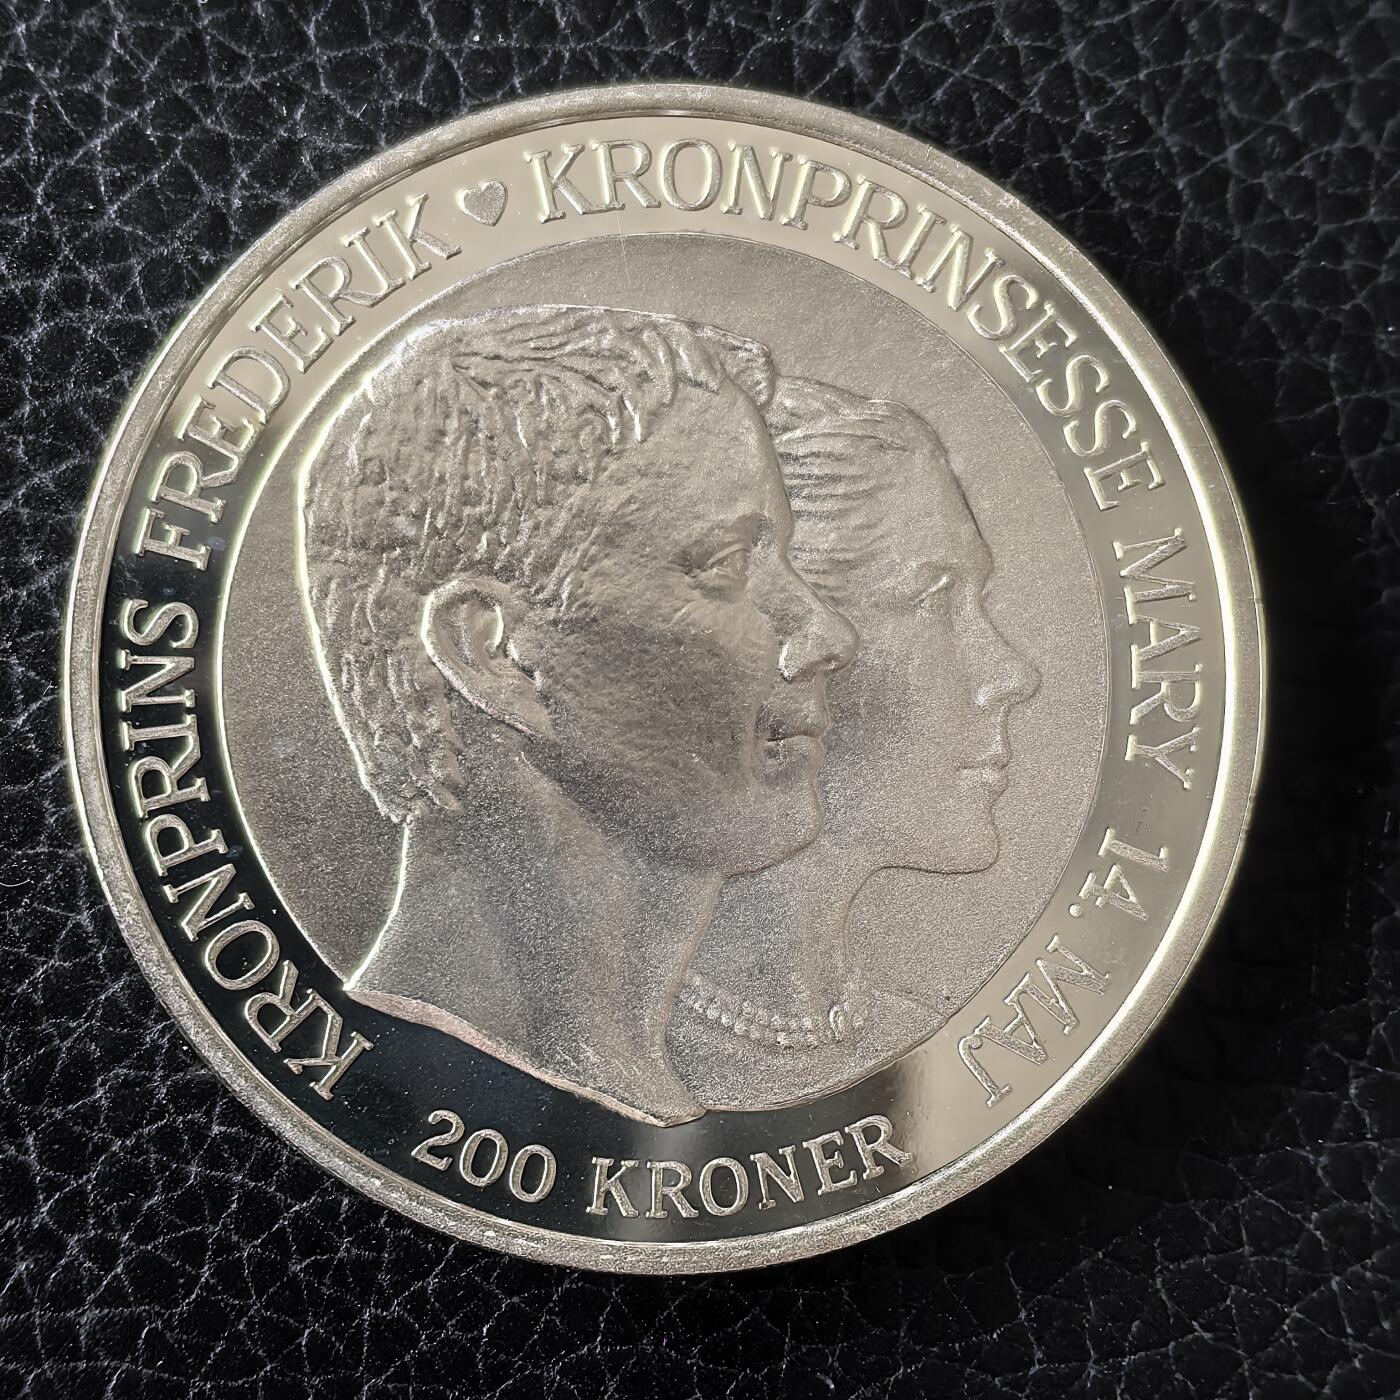 KRONPRINS FREDERIK ♥ KRONPRINSESSE MARY 14. MAJ
200 KRONER